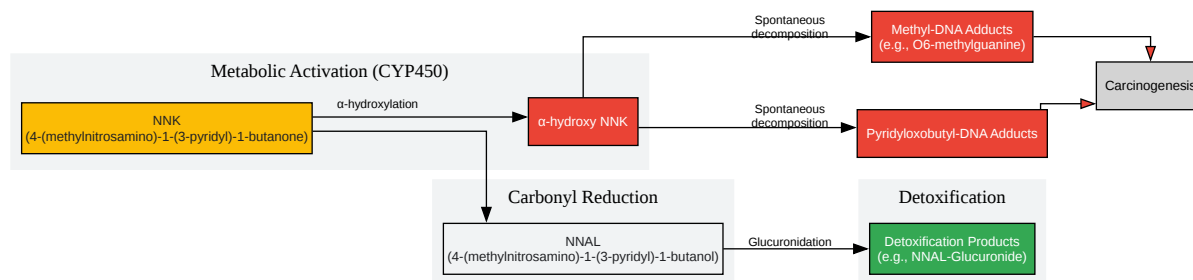 Metabolic Activation (CYP450)
NNK
(4-(methylnitrosamino)-1-(3-pyridyl)-1-butanone)
α-hydroxylation
α-hydroxy NNK
Spontaneous
decomposition
Methyl-DNA Adducts
(e.g., O6-methylguanine)
Spontaneous
decomposition
Pyridyloxobutyl-DNA Adducts
Carcinogenesis
Carbonyl Reduction
NNAL
(4-(methylnitrosamino)-1-(3-pyridyl)-1-butanol)
Glucuronidation
Detoxification
Detoxification Products
(e.g., NNAL-Glucuronide)